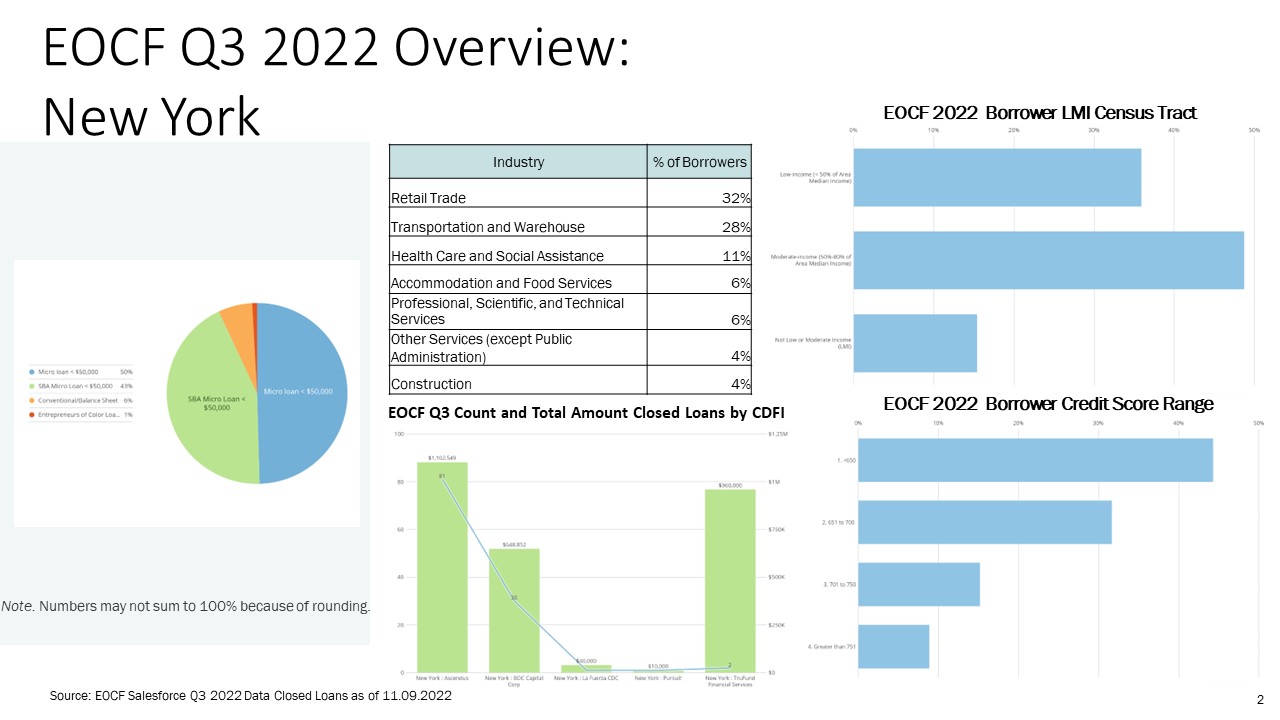 EOCF Q3 2022 Overview:
New York
Micro loan < $50,000 50%
SBA Micro Loan < $50,000 43%
Conventional/Balance Sheet 6%
Entrepreneurs of Color Loa... 1%
SBA Micro Loan <
$50,000
Micro loan < $50,000
Note. Numbers may not sum to 100% because of rounding.
Industry % of Borrowers
Retail Trade 32%
Transportation and Warehouse 28%
Health Care and Social Assistance 11%
Accommodation and Food Services 6%
Professional, Scientific, and Technical
Services 6%
Other Services (except Public
Administration) 4%
Construction 4%
EOCF Q3 Count and Total Amount Closed Loans by CDFI
100 $1.25M
80 $1M
60 $750K
40 $500K
20 $250K
0 $0
$1,102,549
81
$648,852
$40,000
$10,000
$960,000
2
New York : Ascendus
New York : BOC Capital
Corp
New York : La Fuerza CDC
New York : Pursuit
New York : TruFund
Financial Services
EOCF 2022 Borrower LMI Census Tract
0% 10% 20% 30% 40% 50%
Low-income (< 50% of Area
Median Income)
Moderate-income (50%-80% of
Area Median Income)
Not Low or Moderate Income
(LMI)
EOCF 2022 Borrower Credit Score Range
0% 10% 20% 30% 40% 50%
1. <650
2. 651 to 700
3. 701 to 750
4. Greater than 751
Source: EOCF Salesforce Q3 2022 Data Closed Loans as of 11.09.2022
2